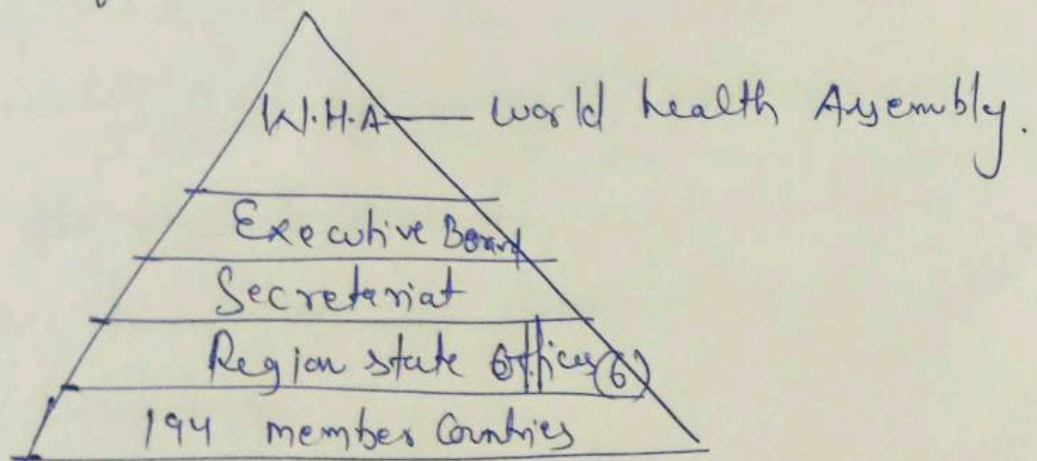 W.H.A — World health Assembly.
Executive Board
Secretariat
Region state offices (6)
194 member Countries